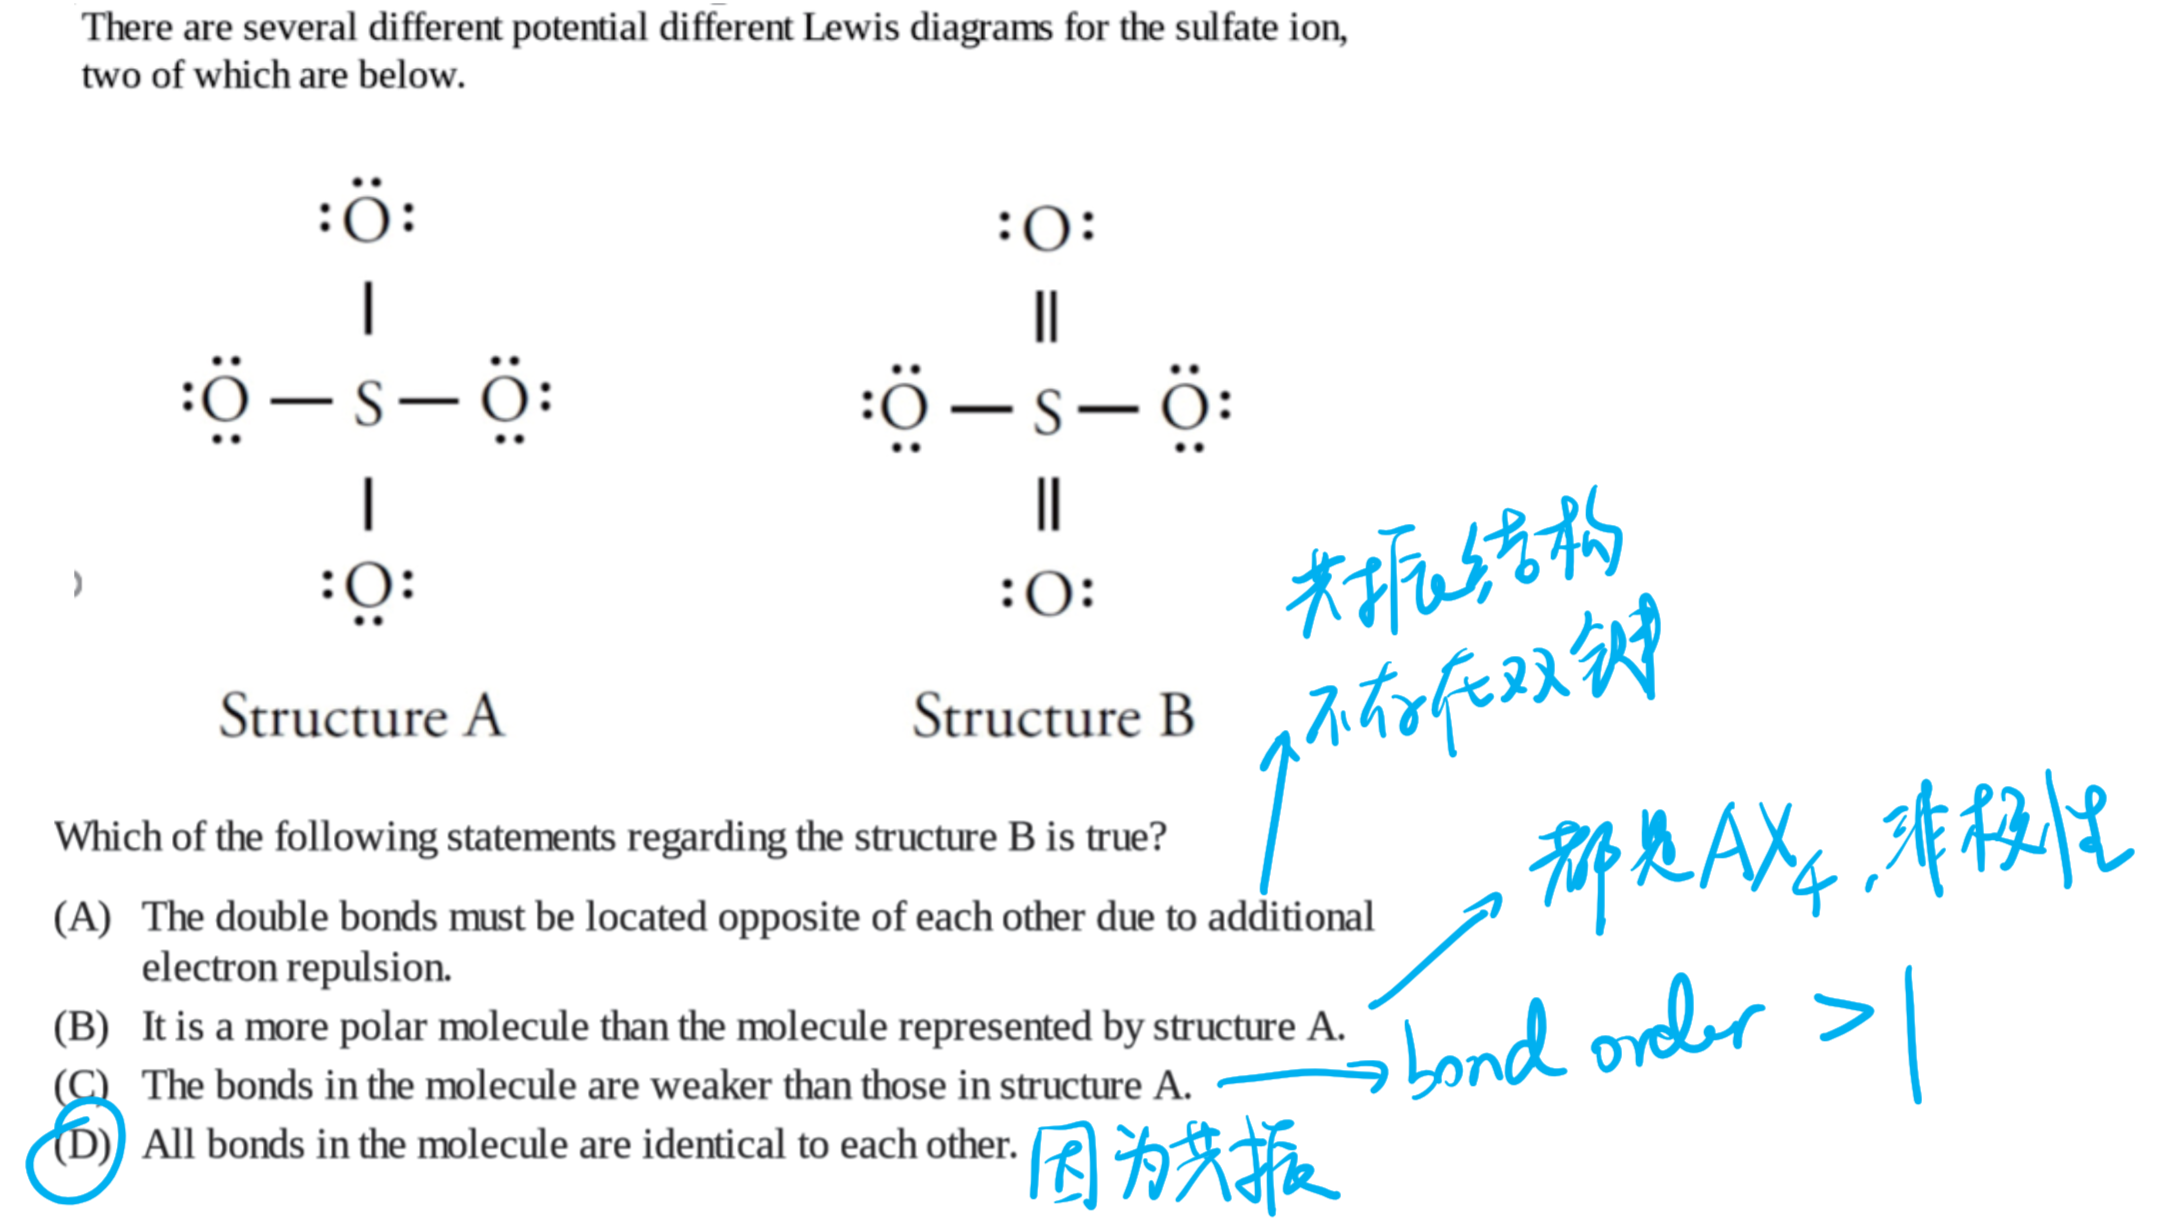 There are several different potential different Lewis diagrams for the sulfate ion,
two of which are below.
:Ö:
:O:
:Ö — S — Ö:
:Ö — S — Ö:
:O:
:O:
Structure A
Structure B
共振结构
不存在双键
Which of the following statements regarding the structure B is true?
都是AX₄.非极性
(A) The double bonds must be located opposite of each other due to additional
electron repulsion.
(B) It is a more polar molecule than the molecule represented by structure A.
bond order >1
(C) The bonds in the molecule are weaker than those in structure A.
(D) All bonds in the molecule are identical to each other.
因为共振